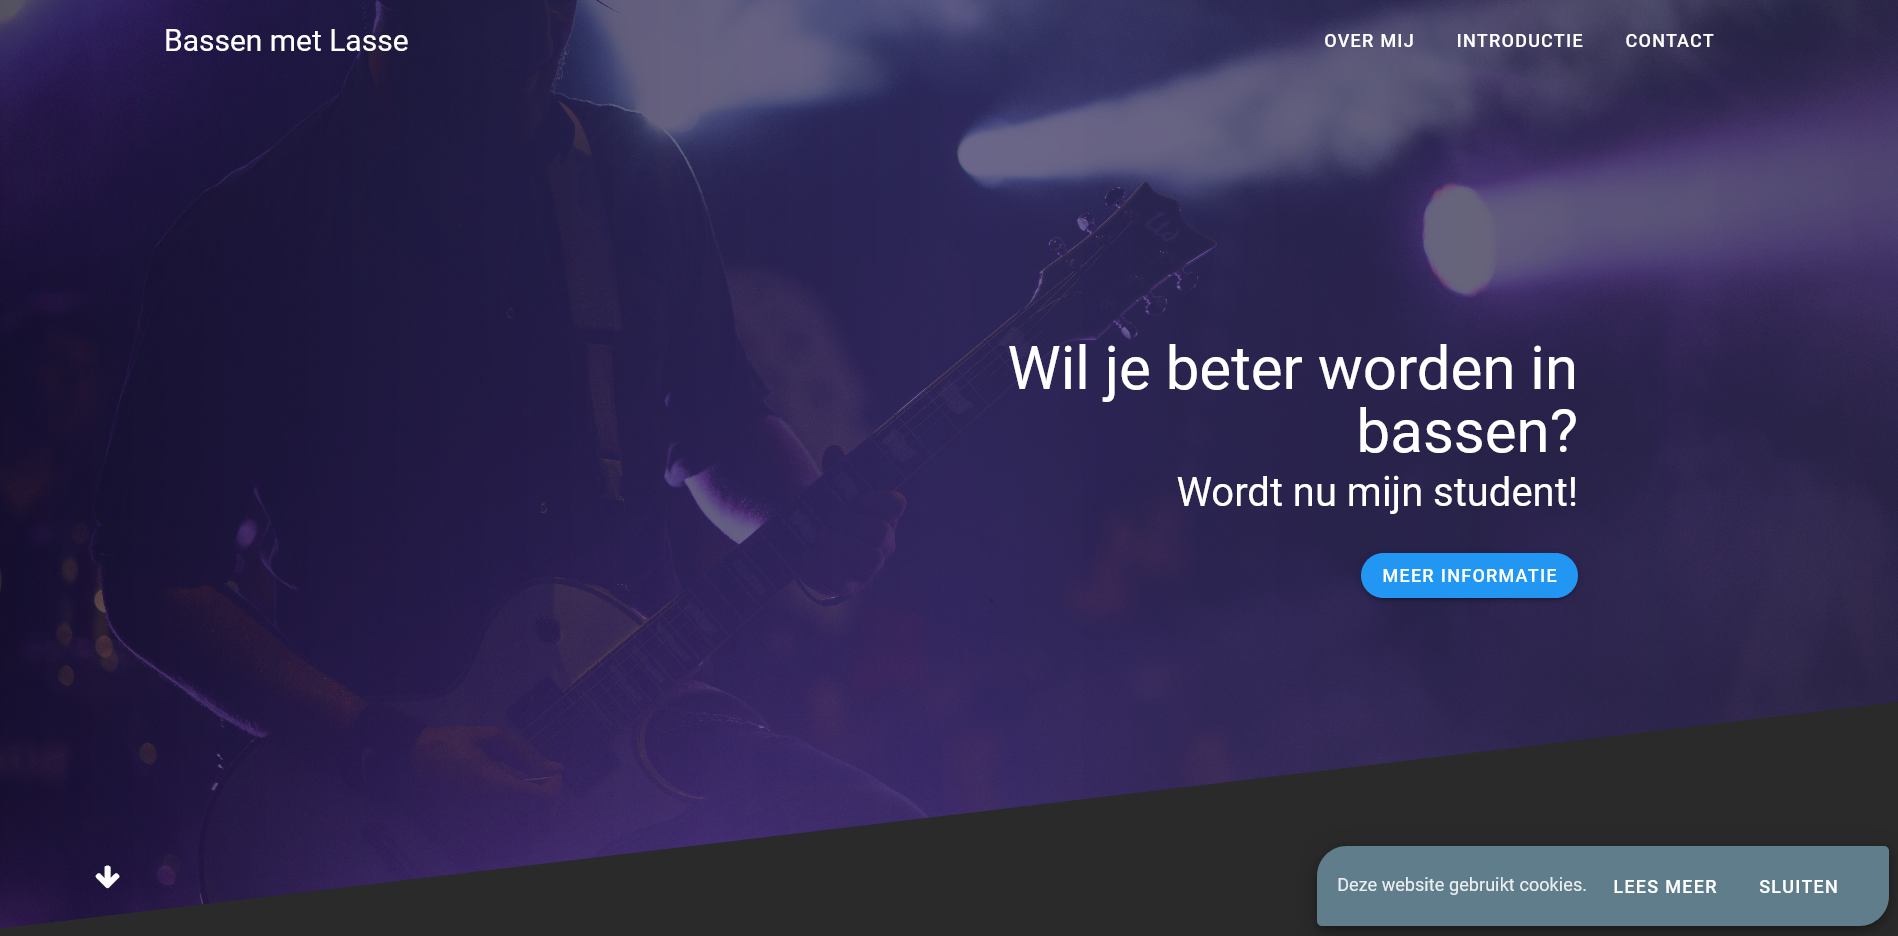 Bassen met Lasse
OVER MIJ INTRODUCTIE CONTACT
Wil je beter worden in
bassen?
Wordt nu mijn student!
MEER INFORMATIE
Deze website gebruikt cookies. LEES MEER SLUITEN